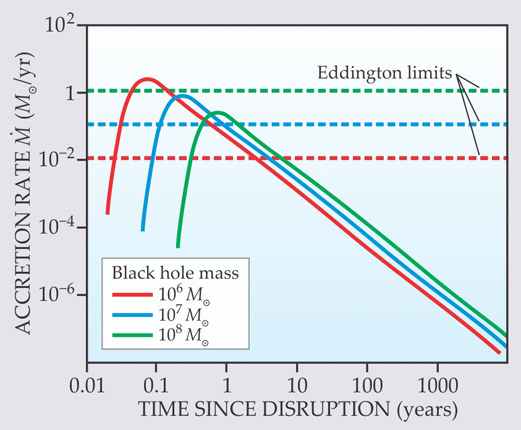 10²
1
10⁻²
10⁻⁴
10⁻⁶
ACCRETION RATE Ṁ (M☉/yr)
Eddington limits
Black hole mass
10⁶ M☉
10⁷ M☉
10⁸ M☉
0.01 0.1 1 10 100 1000
TIME SINCE DISRUPTION (years)